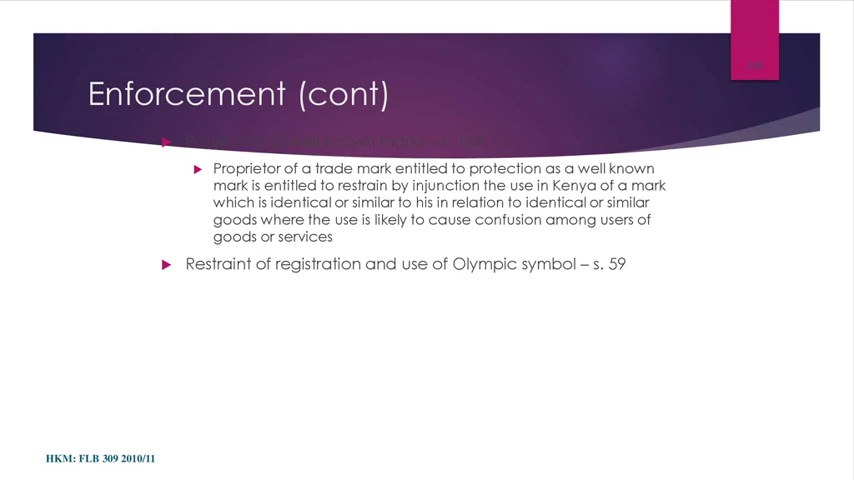 Enforcement (cont)
known marks – s.
Proprietor of a trade mark entitled to protection as a well known
mark is entitled to restrain by injunction the use in Kenya of a mark
which is identical or similar to his in relation to identical or similar
goods where the use is likely to cause confusion among users of
goods or services
Restraint of registration and use of Olympic symbol – s. 59
HKM: FLB 309 2010/11